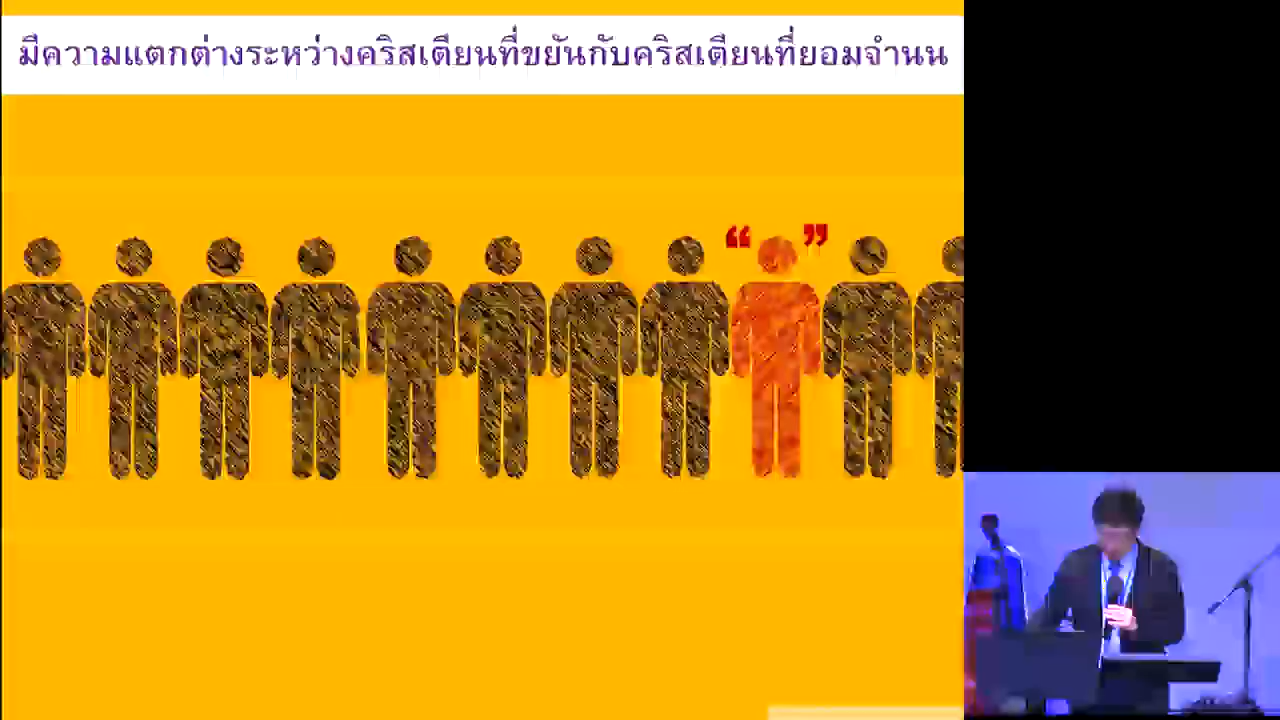 มีความแตกต่างระหว่างคริสเตียนที่ขยันกับคริสเตียนที่ยอมจำนน
“ ”